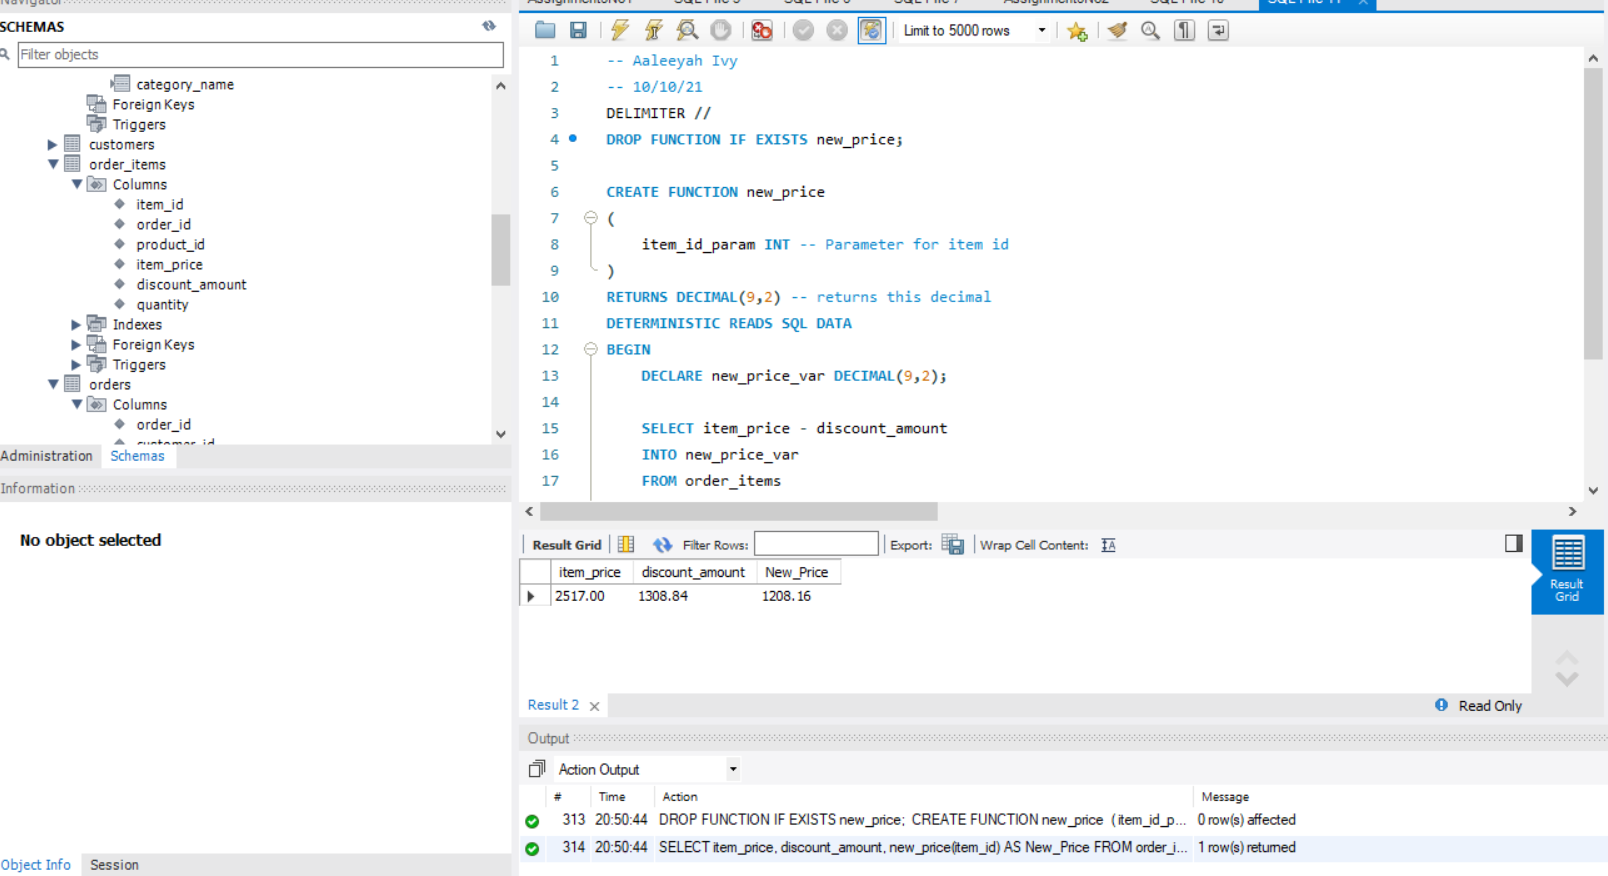 Navigator
SCHEMAS
Filter objects
category_name
Foreign Keys
Triggers
customers
order_items
Columns
item_id
order_id
product_id
item_price
discount_amount
quantity
Indexes
Foreign Keys
Triggers
orders
Columns
order_id
customer_id
Administration Schemas
Information
No object selected
Object Info Session
Limit to 5000 rows
1 -- Aaleeyah Ivy
2 -- 10/10/21
3 DELIMITER //
4 DROP FUNCTION IF EXISTS new_price;
5
6 CREATE FUNCTION new_price
7 (
8 item_id_param INT -- Parameter for item id
9 )
10 RETURNS DECIMAL(9,2) -- returns this decimal
11 DETERMINISTIC READS SQL DATA
12 BEGIN
13 DECLARE new_price_var DECIMAL(9,2);
14
15 SELECT item_price - discount_amount
16 INTO new_price_var
17 FROM order_items
Result Grid Filter Rows: Export: Wrap Cell Content:
item_price discount_amount New_Price
2517.00 1308.84 1208.16
Result
Grid
Result 2 Read Only
Output
Action Output
# Time Action Message
313 20:50:44 DROP FUNCTION IF EXISTS new_price; CREATE FUNCTION new_price ( item_id_p... 0 row(s) affected
314 20:50:44 SELECT item_price, discount_amount, new_price(item_id) AS New_Price FROM order_i... 1 row(s) returned